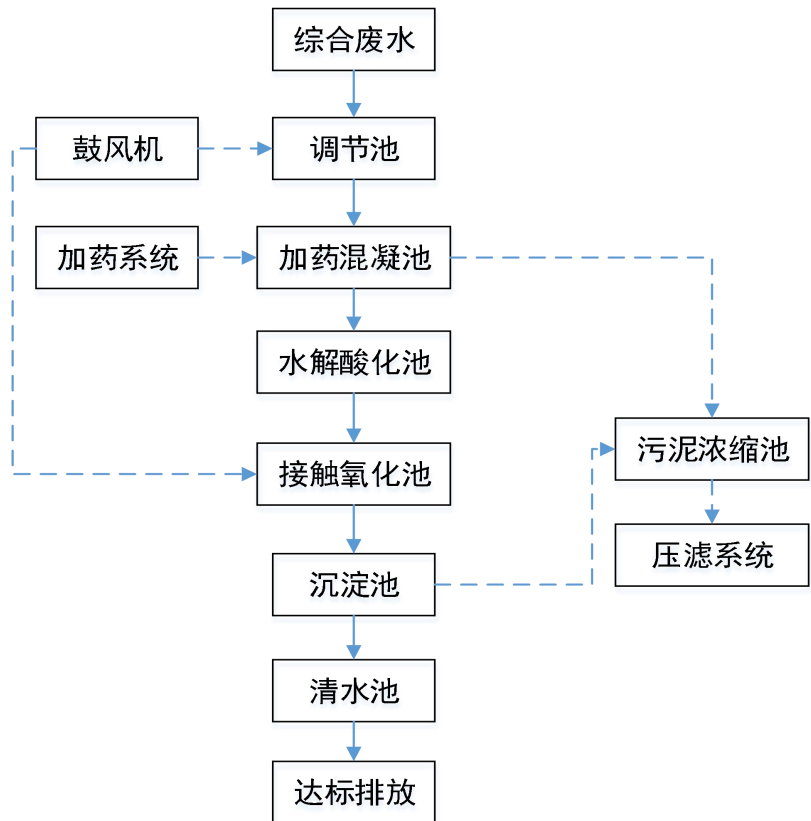 综合废水
鼓风机
调节池
加药系统
加药混凝池
水解酸化池
污泥浓缩池
接触氧化池
压滤系统
沉淀池
清水池
达标排放